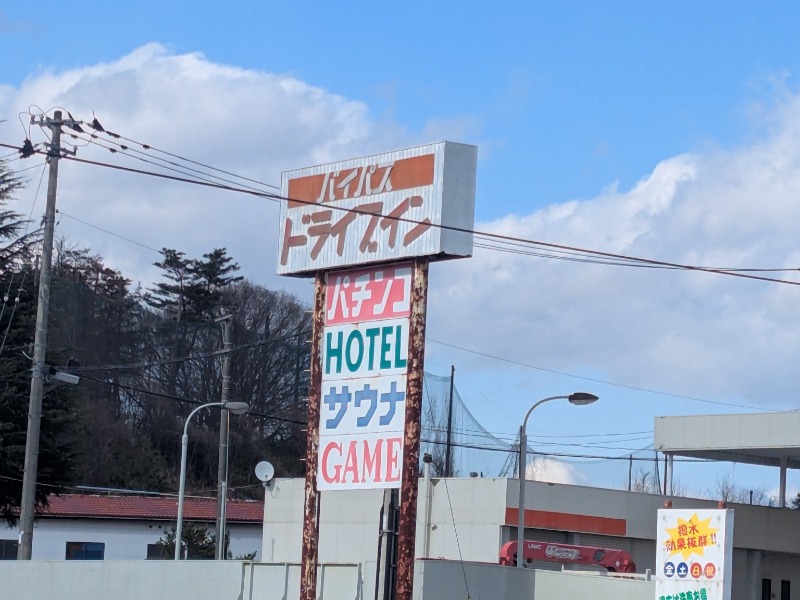 バイパス
ドライブイン
パチンコ
HOTEL
サウナ
GAME
撥水
効果抜群!!
金土日祝